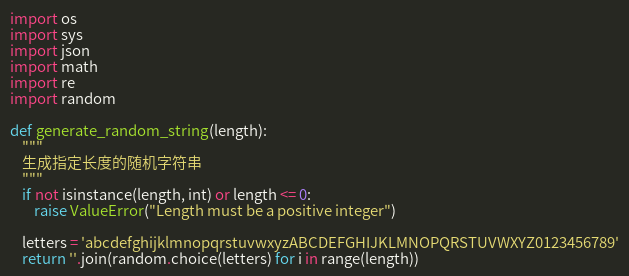 import os
import sys
import json
import math
import re
import random

def generate_random_string(length):
    """
    生成指定长度的随机字符串
    """
    if not isinstance(length, int) or length <= 0:
        raise ValueError("Length must be a positive integer")

    letters = 'abcdefghijklmnopqrstuvwxyzABCDEFGHIJKLMNOPQRSTUVWXYZ0123456789'
    return ''.join(random.choice(letters) for i in range(length))